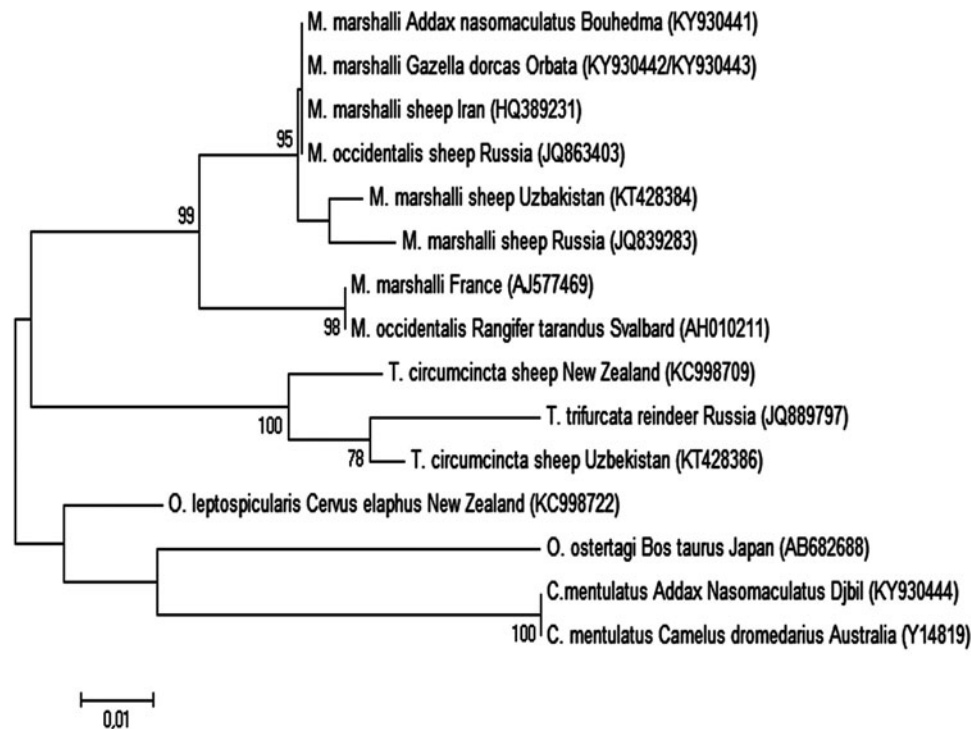 M. marshalli Addax nasomaculatus Bouhedma (KY930441)
M. marshalli Gazella dorcas Orbata (KY930442/KY930443)
M. marshalli sheep Iran (HQ389231)
95
M. occidentalis sheep Russia (JQ863403)
M. marshalli sheep Uzbakistan (KT428384)
99
M. marshalli sheep Russia (JQ839283)
M. marshalli France (AJ577469)
98
M. occidentalis Rangifer tarandus Svalbard (AH010211)
T. circumcincta sheep New Zealand (KC998709)
100
T. trifurcata reindeer Russia (JQ889797)
78
T. circumcincta sheep Uzbekistan (KT428386)
O. leptospicularis Cervus elaphus New Zealand (KC998722)
O. ostertagi Bos taurus Japan (AB682688)
C.mentulatus Addax Nasomaculatus Djbil (KY930444)
100
C. mentulatus Camelus dromedarius Australia (Y14819)
0,01